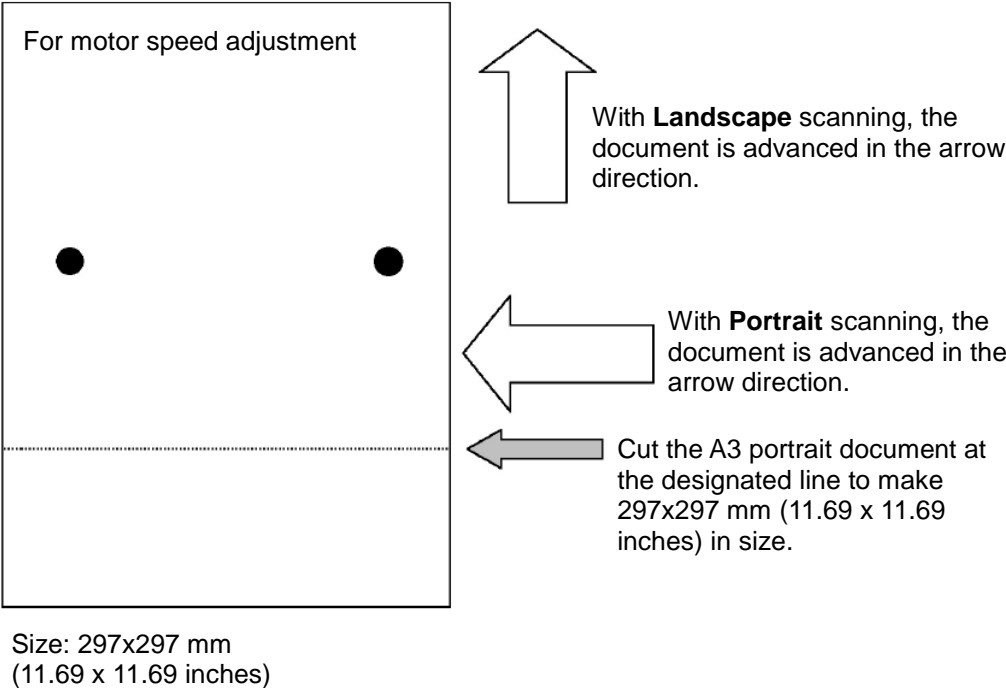 For motor speed adjustment
With Landscape scanning, the
document is advanced in the arrow
direction.
With Portrait scanning, the
document is advanced in the
arrow direction.
Cut the A3 portrait document at
the designated line to make
297x297 mm (11.69 x 11.69
inches) in size.
Size: 297x297 mm
(11.69 x 11.69 inches)